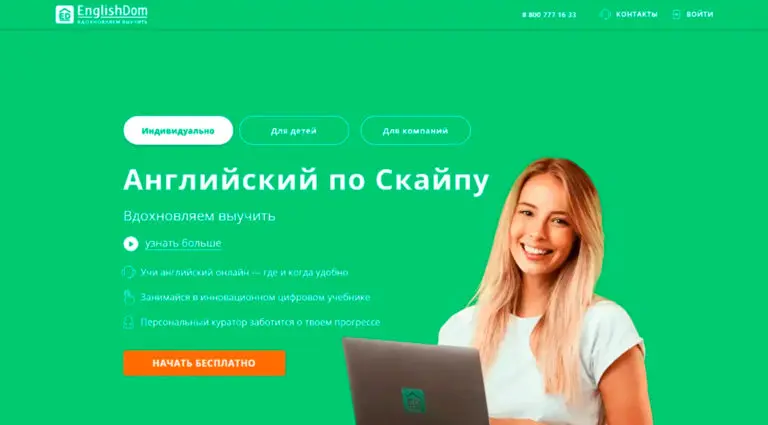 EnglishDom
ВДОХНОВЛЯЕМ ВЫУЧИТЬ
8 800 777 16 33
КОНТАКТЫ
ВОЙТИ
Индивидуально
Для детей
Для компаний
Английский по Скайпу
Вдохновляем выучить
узнать больше
Учи английский онлайн — где и когда удобно
Занимайся в инновационном цифровом учебнике
Персональный куратор заботится о твоем прогрессе
НАЧАТЬ БЕСПЛАТНО